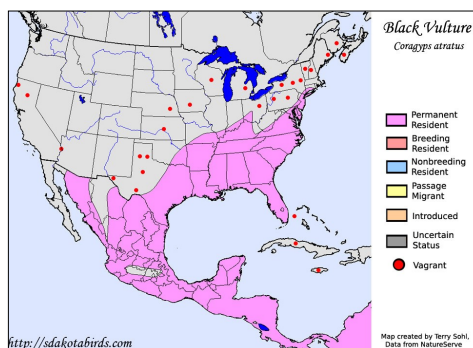 Black Vulture
Coragyps atratus
Permanent
Resident
Breeding
Resident
Nonbreeding
Resident
Passage
Migrant
Introduced
Uncertain
Status
Vagrant
http://sdakotabirds.com
Map created by Terry Sohl,
Data from NatureServe